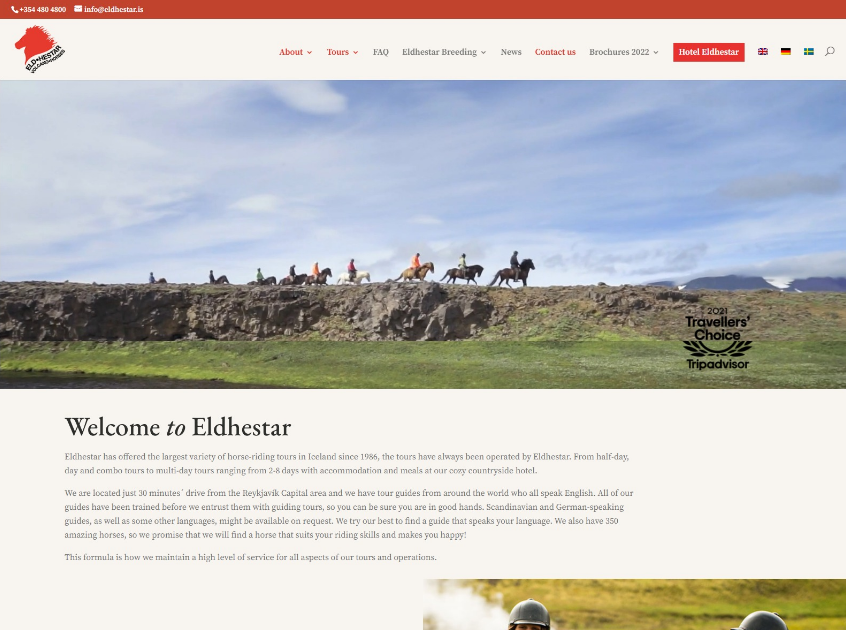 +354 480 4800 info@eldhestar.is
ELDHESTAR
VOLCANO HORSES
About Tours FAQ Eldhestar Breeding News Contact us Brochures 2022 Hotel Eldhestar
2021
Travellers'
Choice
Tripadvisor
Welcome to Eldhestar
Eldhestar has offered the largest variety of horse-riding tours in Iceland since 1986, the tours have always been operated by Eldhestar. From half-day,
day and combo tours to multi-day tours ranging from 2-8 days with accommodation and meals at our cozy countryside hotel.
We are located just 30 minutes´ drive from the Reykjavík Capital area and we have tour guides from around the world who all speak English. All of our
guides have been trained before we entrust them with guiding tours, so you can be sure you are in good hands. Scandinavian and German-speaking
guides, as well as some other languages, might be available on request. We try our best to find a guide that speaks your language. We also have 350
amazing horses, so we promise that we will find a horse that suits your riding skills and makes you happy!
This formula is how we maintain a high level of service for all aspects of our tours and operations.